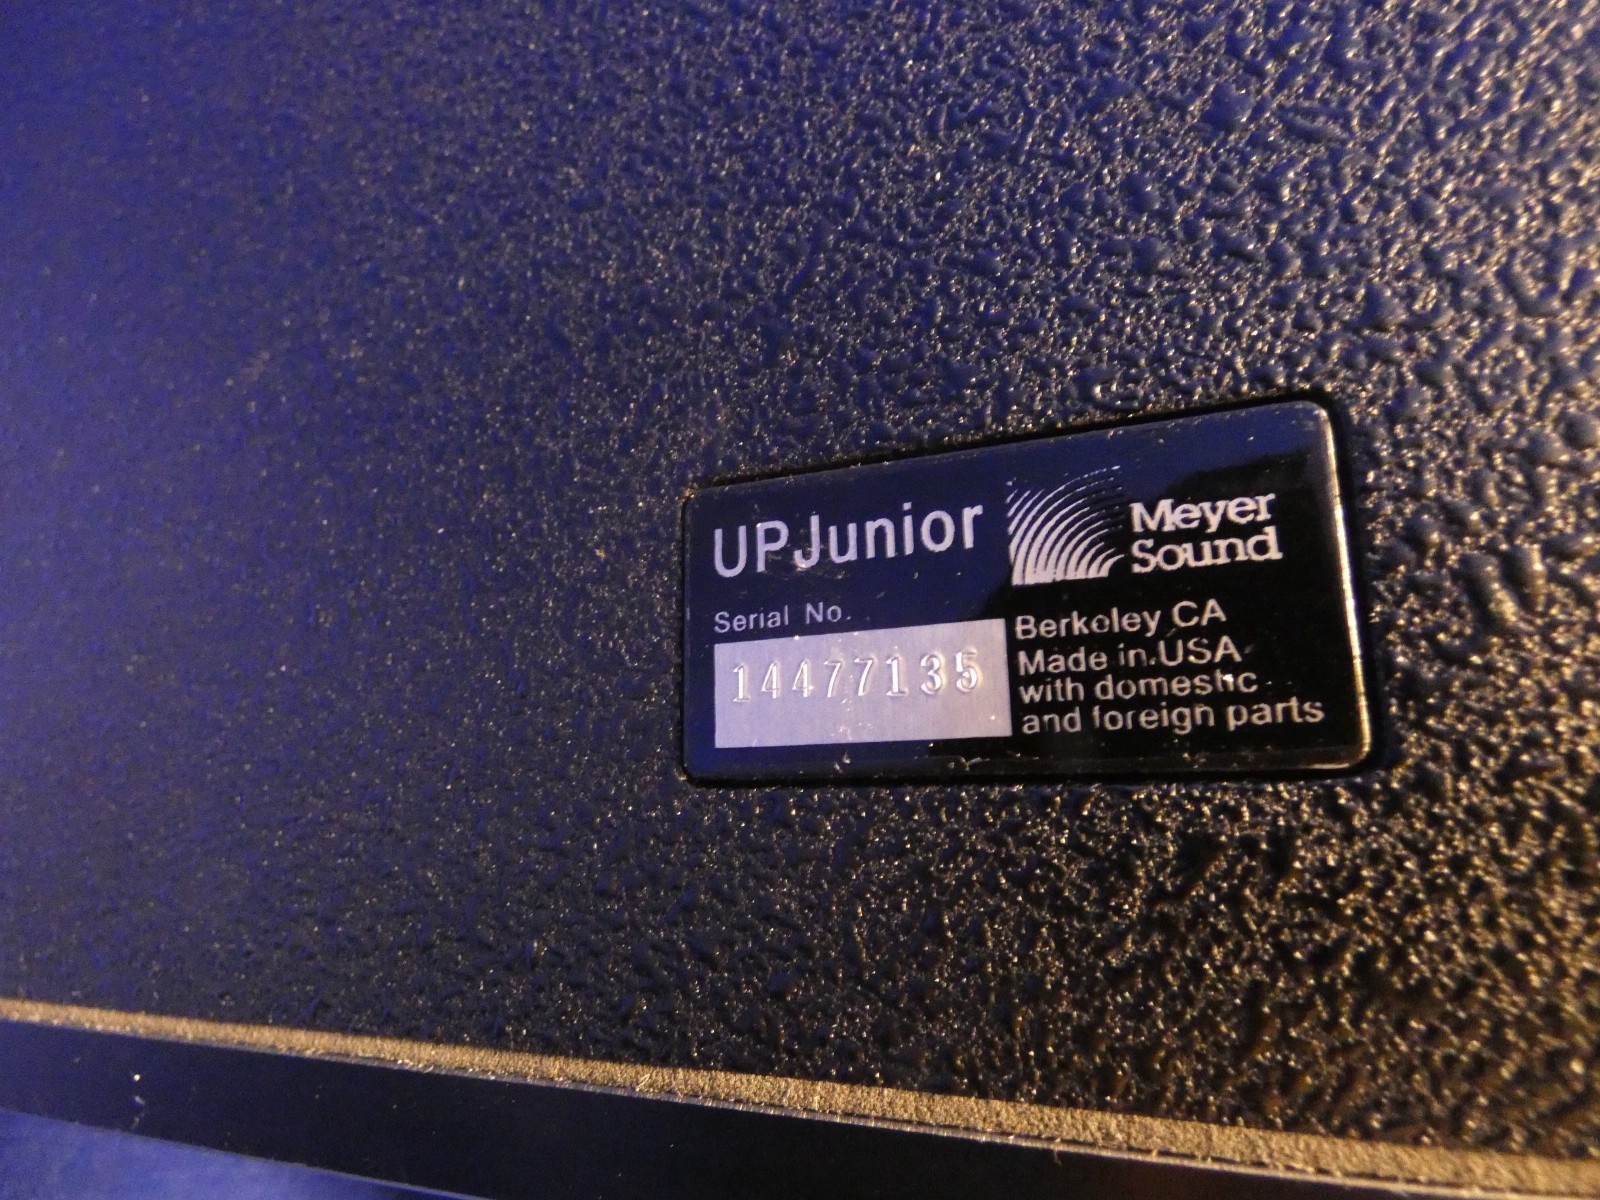 UPJunior
Meyer
Sound
Serial No.
14477135
Berkeley CA
Made in USA
with domestic
and foreign parts